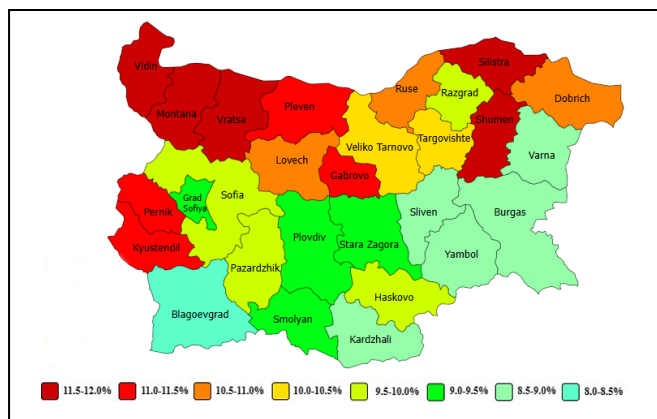 Vidin
Montana
Vratsa
Pleven
Lovech
Gabrovo
Veliko Tarnovo
Ruse
Razgrad
Targovishte
Silistra
Shumen
Dobrich
Varna
Grad
Sofiya
Sofia
Pernik
Kyustendil
Pazardzhik
Plovdiv
Stara Zagora
Sliven
Burgas
Yambol
Haskovo
Blagoevgrad
Smolyan
Kardzhali
11.5-12.0% 11.0-11.5% 10.5-11.0% 10.0-10.5% 9.5-10.0% 9.0-9.5% 8.5-9.0% 8.0-8.5%